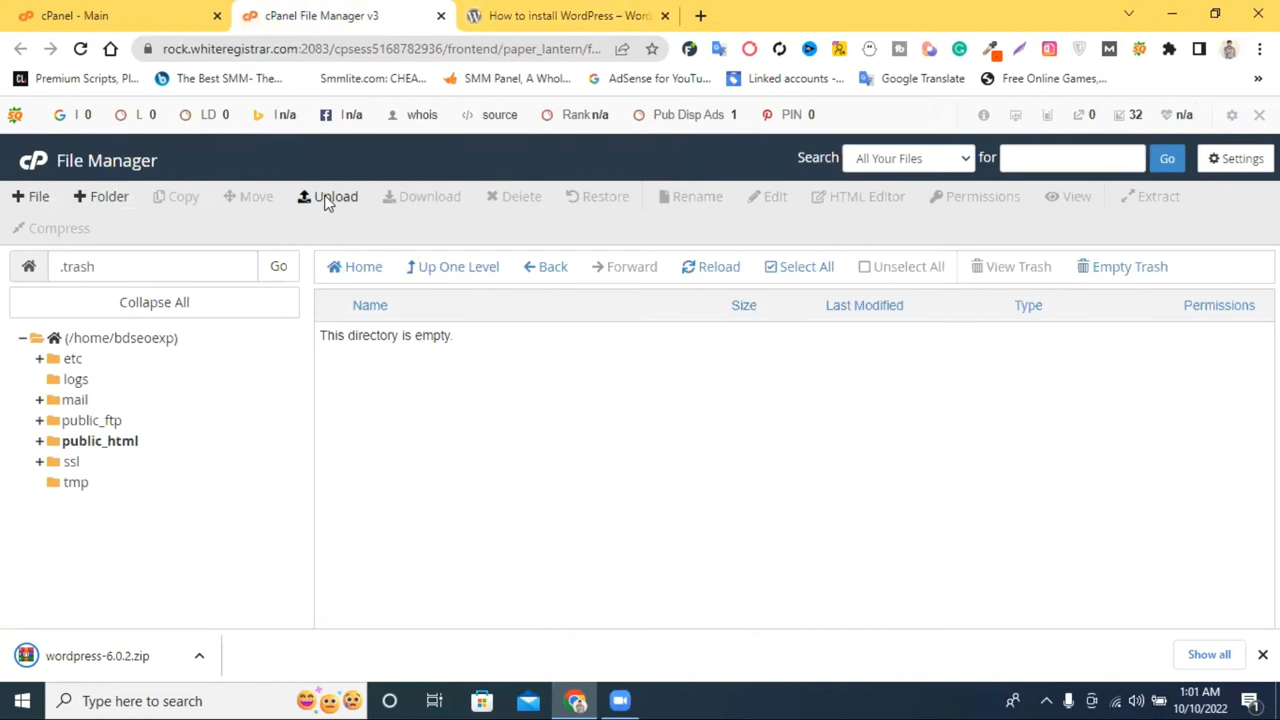 cPanel - Main
cPanel File Manager v3
How to install WordPress – Word
rock.whiteregistrar.com:2083/cpsess5168782936/frontend/paper_lantern/f...
Premium Scripts, Pl...
The Best SMM- The...
Smmlite.com: CHEA...
SMM Panel, A Whol...
AdSense for YouTu...
Linked accounts -...
Google Translate
Free Online Games,...
»
I 0
L 0
LD 0
I n/a
I n/a
whois
source
Rank n/a
Pub Disp Ads 1
PIN 0
0
32
n/a
cP File Manager
Search
All Your Files
for
Go
Settings
File
Folder
Copy
Move
Upload
Download
Delete
Restore
Rename
Edit
HTML Editor
Permissions
View
Extract
Compress
.trash
Go
Home
Up One Level
Back
Forward
Reload
Select All
Unselect All
View Trash
Empty Trash
Collapse All
Name
Size
Last Modified
Type
Permissions
This directory is empty.
(/home/bdseoexp)
etc
logs
mail
public_ftp
public_html
ssl
tmp
wordpress-6.0.2.zip
Show all
Type here to search
1:01 AM
10/10/2022